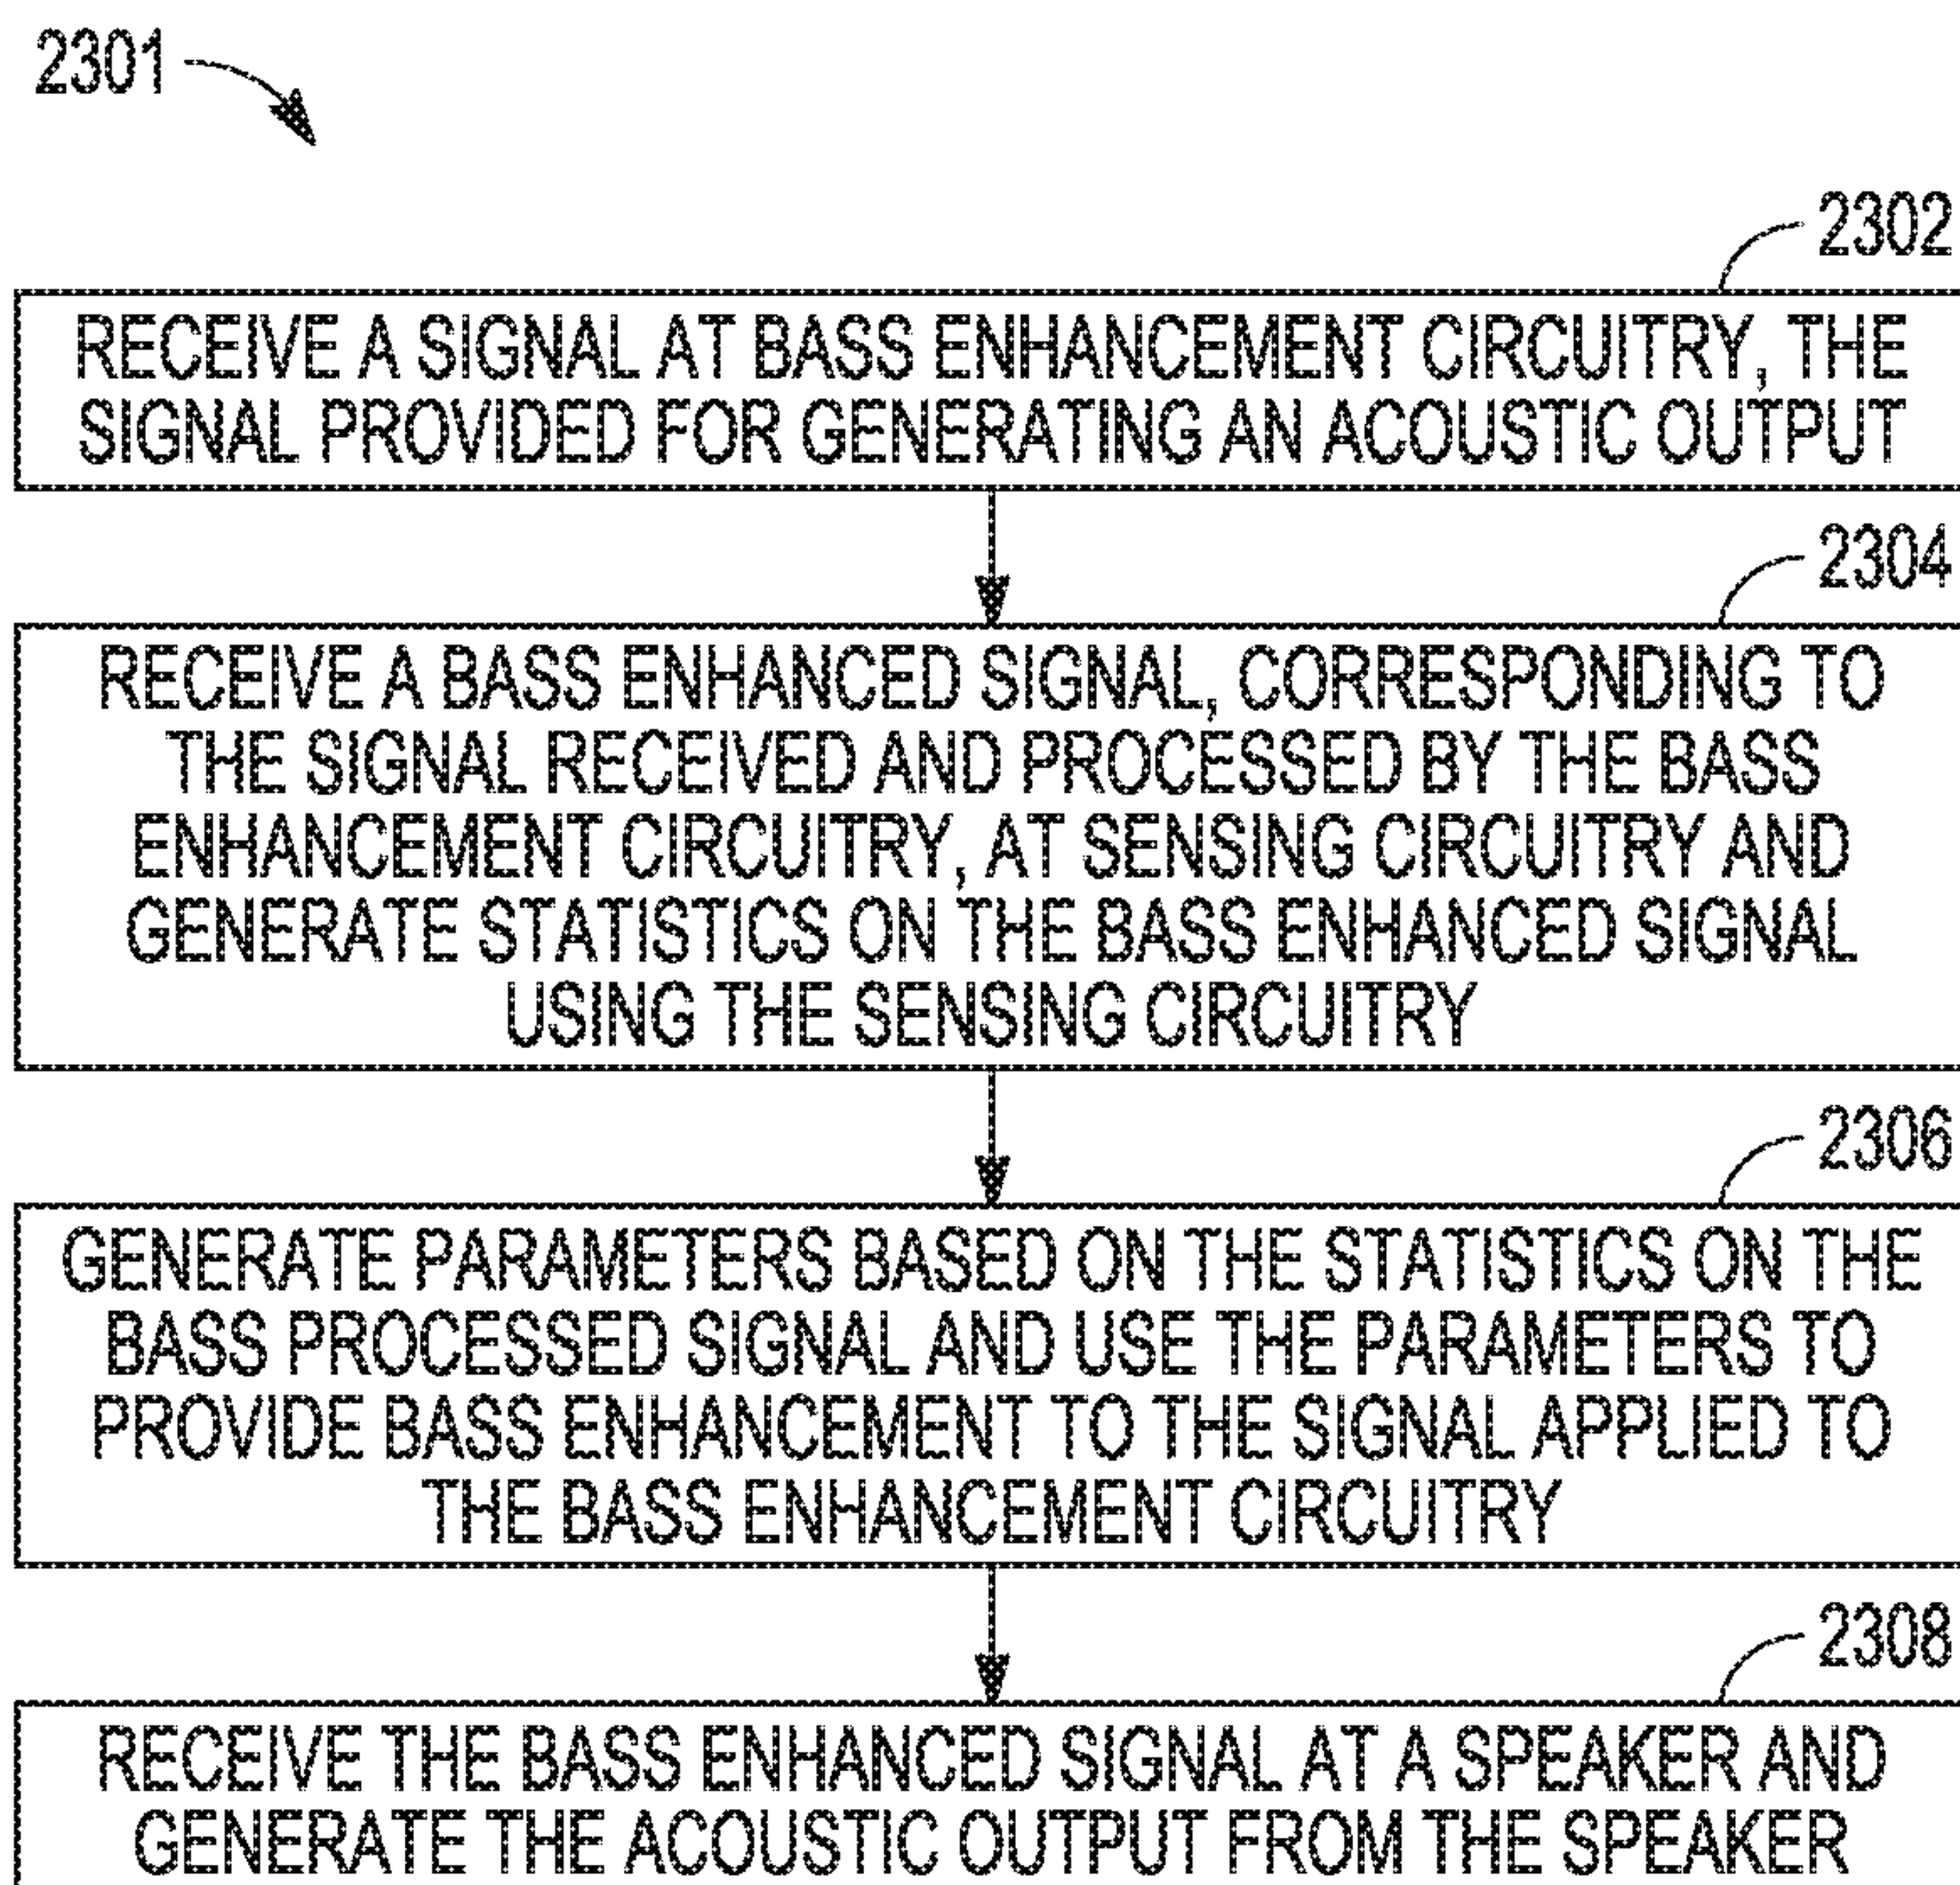 2301
2302
RECEIVE A SIGNAL AT BASS ENHANCEMENT CIRCUITRY, THE
SIGNAL PROVIDED FOR GENERATING AN ACOUSTIC OUTPUT
2304
RECEIVE A BASS ENHANCED SIGNAL, CORRESPONDING TO
THE SIGNAL RECEIVED AND PROCESSED BY THE BASS
ENHANCEMENT CIRCUITRY, AT SENSING CIRCUITRY AND
GENERATE STATISTICS ON THE BASS ENHANCED SIGNAL
USING THE SENSING CIRCUITRY
2306
GENERATE PARAMETERS BASED ON THE STATISTICS ON THE
BASS PROCESSED SIGNAL AND USE THE PARAMETERS TO
PROVIDE BASS ENHANCEMENT TO THE SIGNAL APPLIED TO
THE BASS ENHANCEMENT CIRCUITRY
2308
RECEIVE THE BASS ENHANCED SIGNAL AT A SPEAKER AND
GENERATE THE ACOUSTIC OUTPUT FROM THE SPEAKER